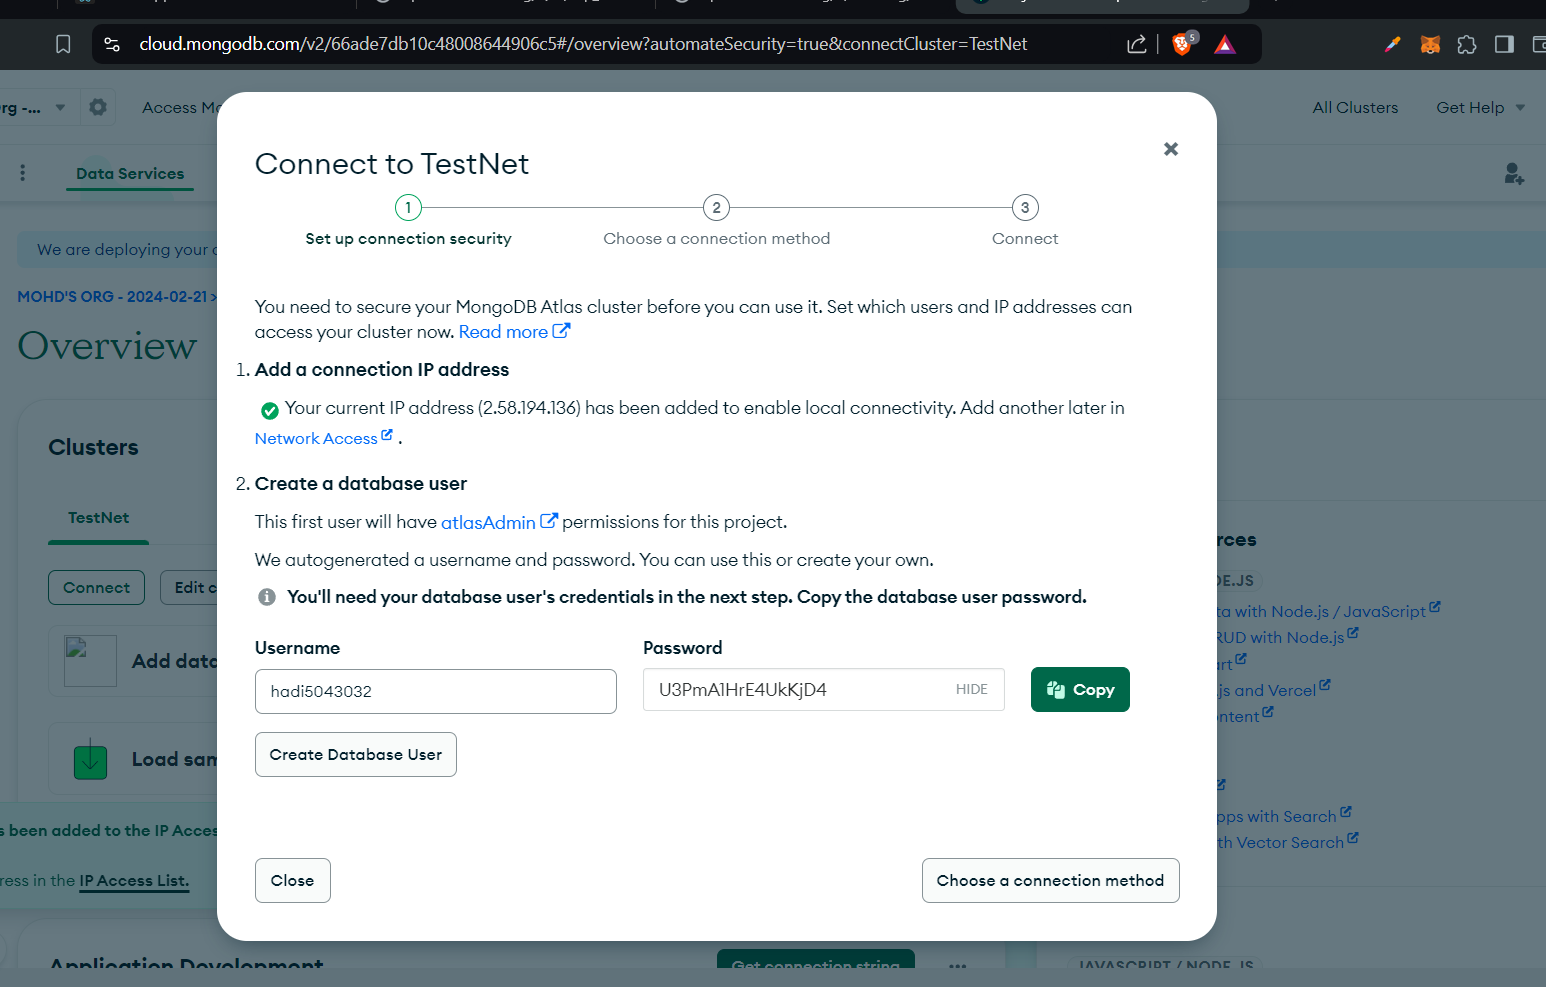 cloud.mongodb.com/v2/66ade7db10c48008644906c5#/overview?automateSecurity=true&connectCluster=TestNet
5
rg -...
Access
All Clusters
Get Help
Data Services
We are deploying your
MOHD'S ORG - 2024-02-21 >
Overview
Clusters
TestNet
Connect
Edit
Add data
Load
s been added to the IP
ress in the IP Access List.
Application Development
Get connection string
Connect to TestNet
1
2
3
Set up connection security
Choose a connection method
Connect
You need to secure your MongoDB Atlas cluster before you can use it. Set which users and IP addresses can
access your cluster now. Read more
1. Add a connection IP address
Your current IP address (2.58.194.136) has been added to enable local connectivity. Add another later in
Network Access .
2. Create a database user
This first user will have atlasAdmin permissions for this project.
We autogenerated a username and password. You can use this or create your own.
You'll need your database user's credentials in the next step. Copy the database user password.
Username
Password
hadi5043032
U3PmA1HrE4UkKjD4
HIDE
Copy
Create Database User
Close
Choose a connection method
rces
DE.JS
ta with Node.js / JavaScript
RUD with Node.js
art
.js and Vercel
ontent
pps with Search
th Vector Search
JAVASCRIPT / NODE.JS